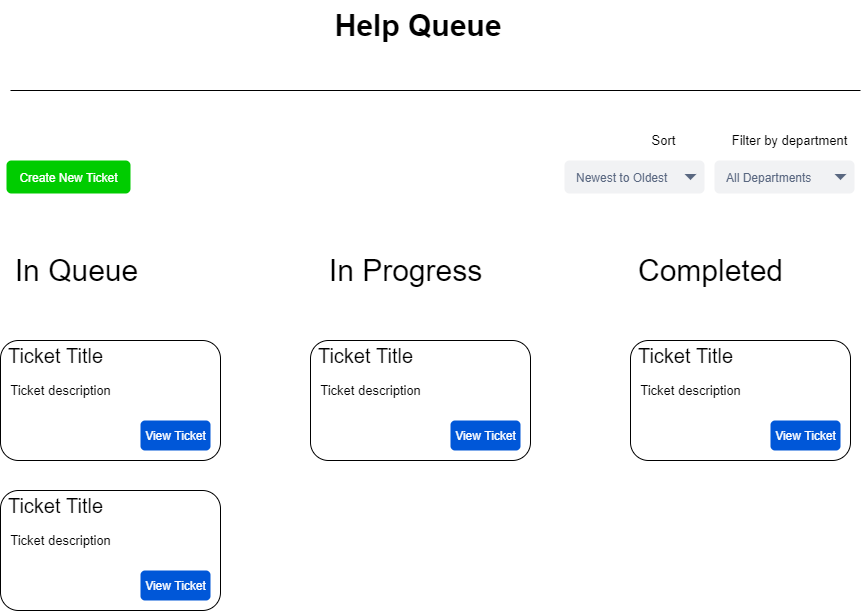 Help Queue
Sort
Filter by department
Create New Ticket
Newest to Oldest
All Departments
In Queue
In Progress
Completed
Ticket Title
Ticket description
View Ticket
Ticket Title
Ticket description
View Ticket
Ticket Title
Ticket description
View Ticket
Ticket Title
Ticket description
View Ticket